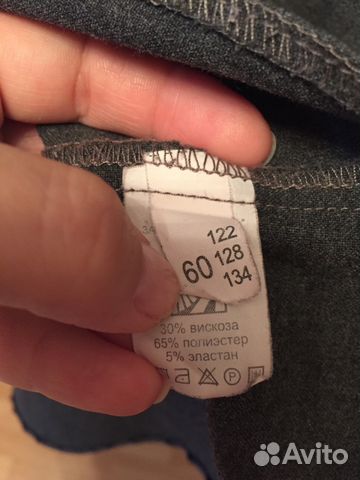 122
60 128
134
30% вискоза
65% полиэстер
5% эластан
Avito